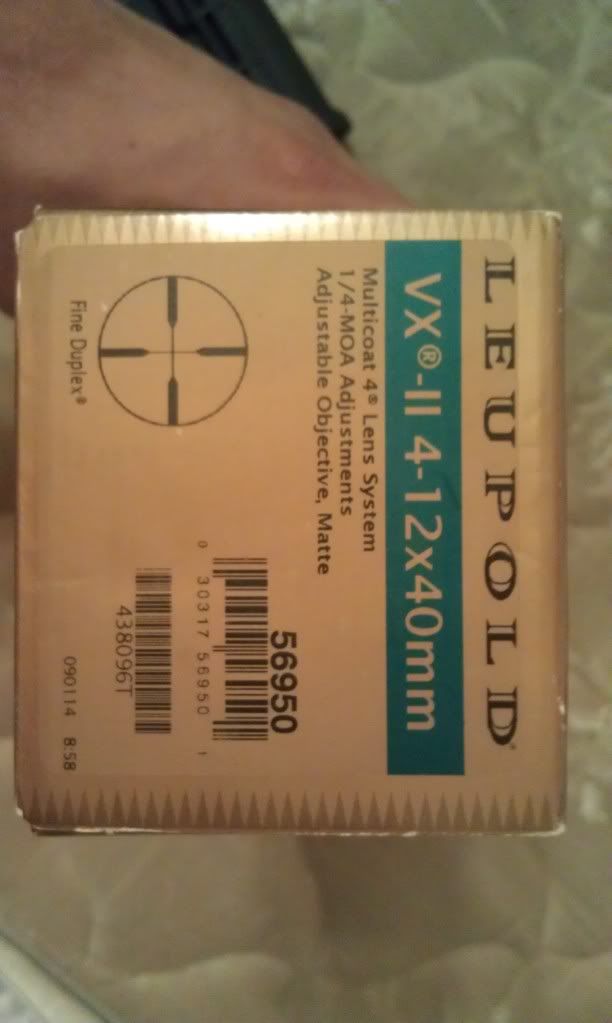 LEUPOLD®
VX®-II 4-12x40mm
Multicoat 4® Lens System
1/4-MOA Adjustments
Adjustable Objective, Matte
Fine Duplex®
56950
0 30317 56950 1
438096T
090114 8:58